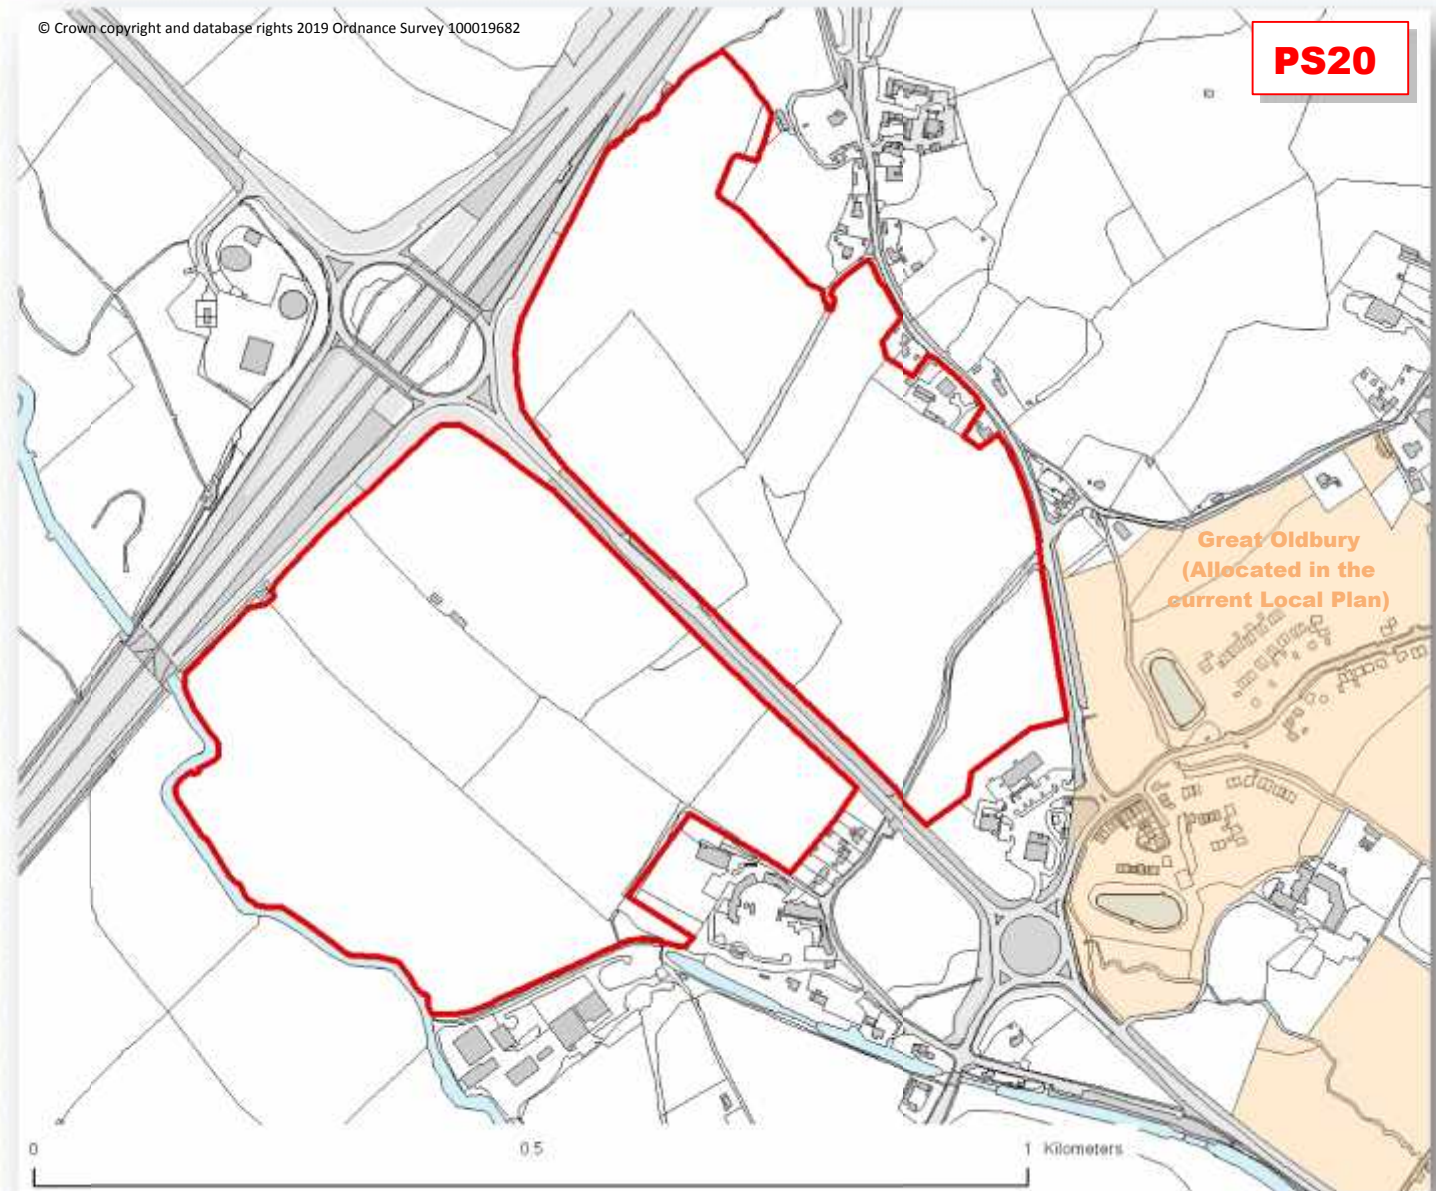 © Crown copyright and database rights 2019 Ordnance Survey 100019682
PS20
Great Oldbury
(Allocated in the
current Local Plan)
0 0.5 1 Kilometers